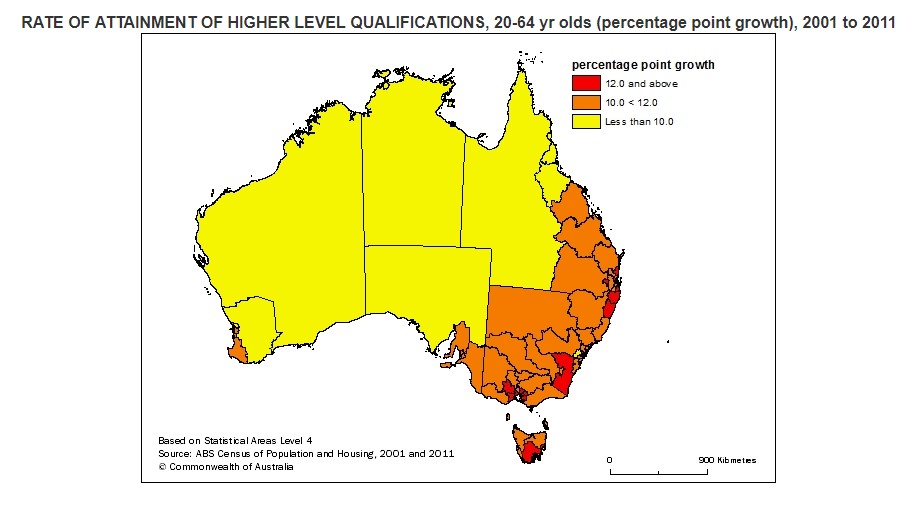 RATE OF ATTAINMENT OF HIGHER LEVEL QUALIFICATIONS, 20-64 yr olds (percentage point growth), 2001 to 2011
percentage point growth
12.0 and above
10.0 < 12.0
Less than 10.0
Based on Statistical Areas Level 4
Source: ABS Census of Population and Housing, 2001 and 2011
© Commonwealth of Australia
0 900 Kilometres